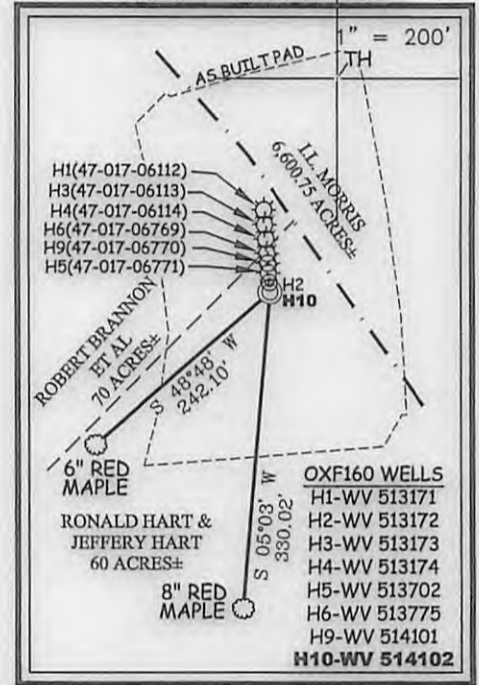 1" = 200'
TH
AS BUILT PAD
I.L. MORRIS
6,600.75 ACRES±
H1(47-017-06112)
H3(47-017-06113)
H4(47-017-06114)
H6(47-017-06769)
H9(47-017-06770)
H5(47-017-06771)
H2
H10
ROBERT BRANNON
ET AL
70 ACRES±
S 48°48' W
242.10'
6" RED
MAPLE
RONALD HART &
JEFFERY HART
60 ACRES±
S 05°03' W
330.02'
8" RED
MAPLE
OXF160 WELLS
H1-WV 513171
H2-WV 513172
H3-WV 513173
H4-WV 513174
H5-WV 513702
H6-WV 513775
H9-WV 514101
H10-WV 514102